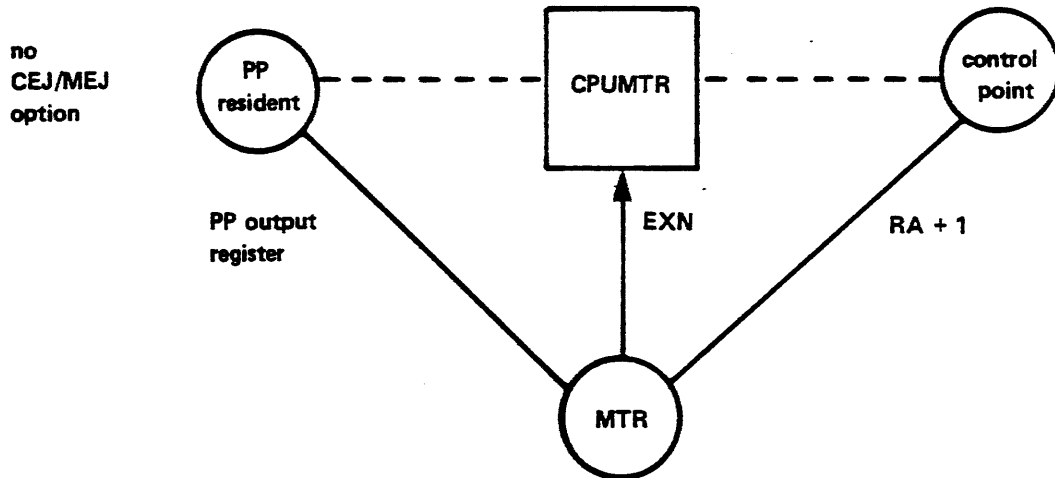 no
CEJ/MEJ
option
PP
resident
CPUMTR
control
point
PP output
register
EXN
RA + 1
MTR